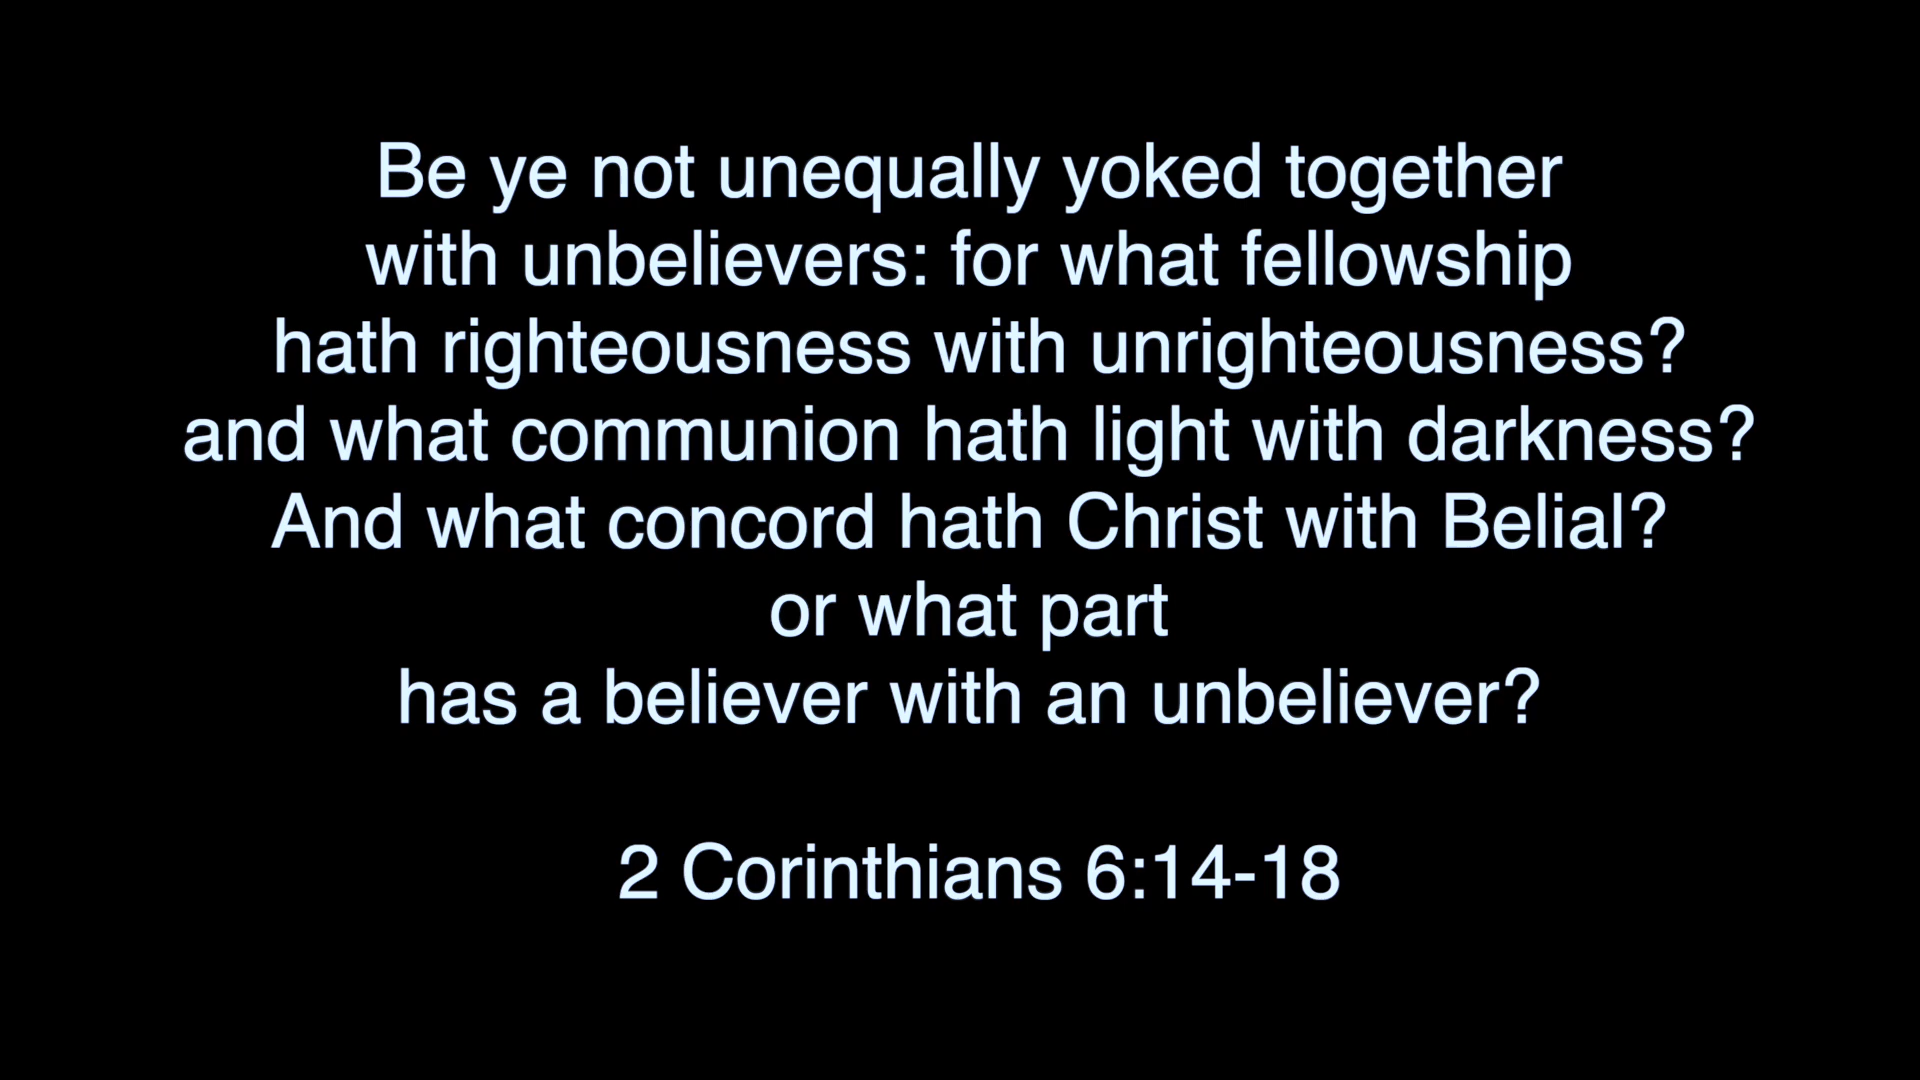 Be ye not unequally yoked together
with unbelievers: for what fellowship
hath righteousness with unrighteousness?
and what communion hath light with darkness?
And what concord hath Christ with Belial?
or what part
has a believer with an unbeliever?
2 Corinthians 6:14-18